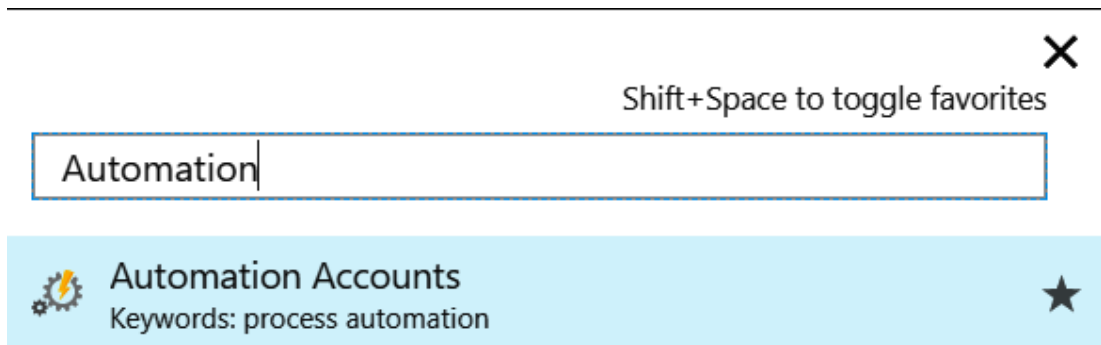 Shift+Space to toggle favorites
Automation
Automation Accounts
Keywords: process automation